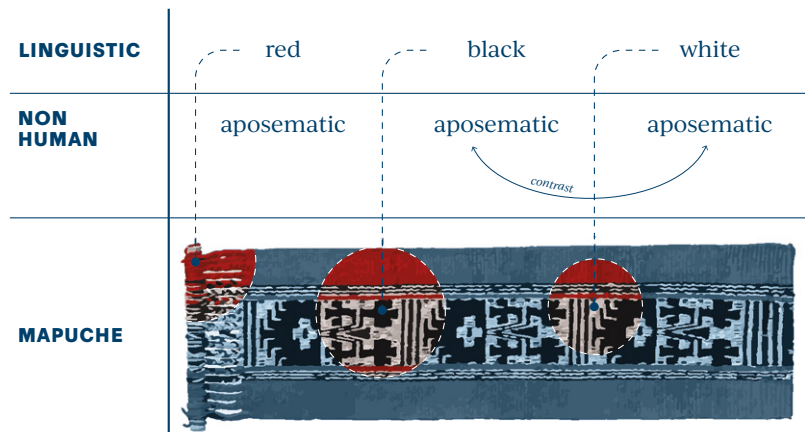 LINGUISTIC red black white
NON
HUMAN
aposematic aposematic aposematic
contrast
MAPUCHE